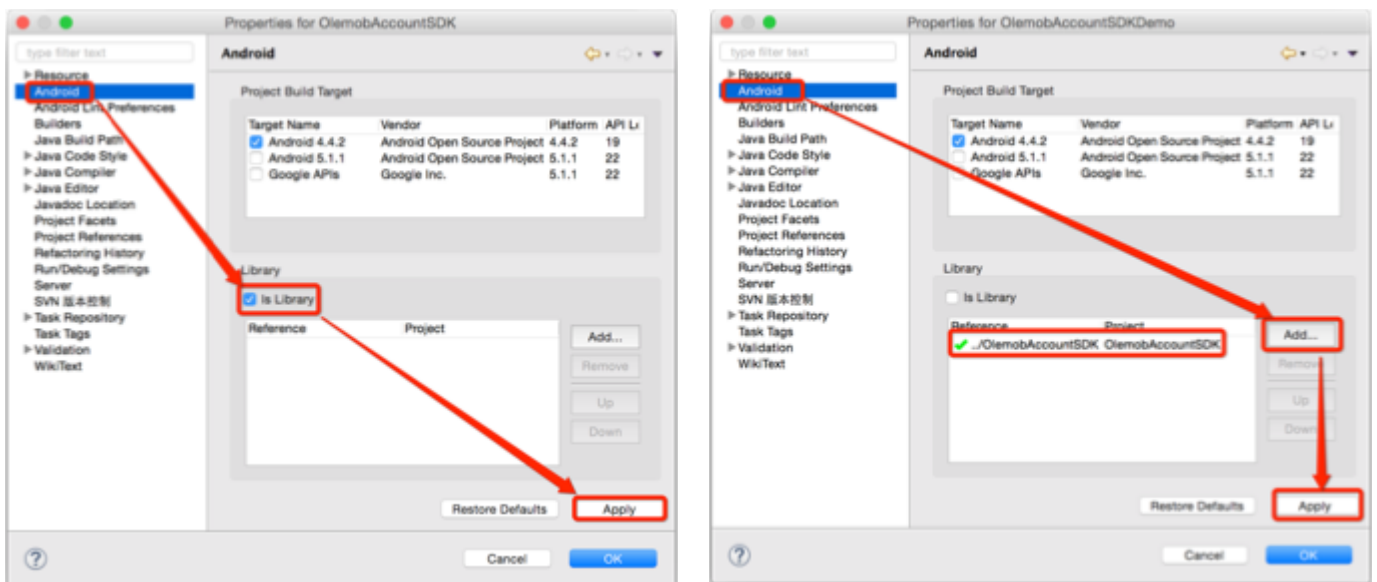 Properties for OlemobAccountSDK
type filter text
Android
Resource
Android
Android Lint Preferences
Builders
Java Build Path
Java Code Style
Java Compiler
Java Editor
Javadoc Location
Project Facets
Project References
Refactoring History
Run/Debug Settings
Server
SVN 版本控制
Task Repository
Task Tags
Validation
WikiText
Project Build Target
Target Name Vendor Platform API Le
Android 4.4.2 Android Open Source Project 4.4.2 19
Android 5.1.1 Android Open Source Project 5.1.1 22
Google APIs Google Inc. 5.1.1 22
Library
Is Library
Reference Project
Add...
Remove
Up
Down
Restore Defaults Apply
? Cancel OK
Properties for OlemobAccountSDKDemo
type filter text
Android
Resource
Android
Android Lint Preferences
Builders
Java Build Path
Java Code Style
Java Compiler
Java Editor
Javadoc Location
Project Facets
Project References
Refactoring History
Run/Debug Settings
Server
SVN 版本控制
Task Repository
Task Tags
Validation
WikiText
Project Build Target
Target Name Vendor Platform API Le
Android 4.4.2 Android Open Source Project 4.4.2 19
Android 5.1.1 Android Open Source Project 5.1.1 22
Google APIs Google Inc. 5.1.1 22
Library
Is Library
Reference Project
../OlemobAccountSDK OlemobAccountSDK
Add...
Remove
Up
Down
Restore Defaults Apply
? Cancel OK